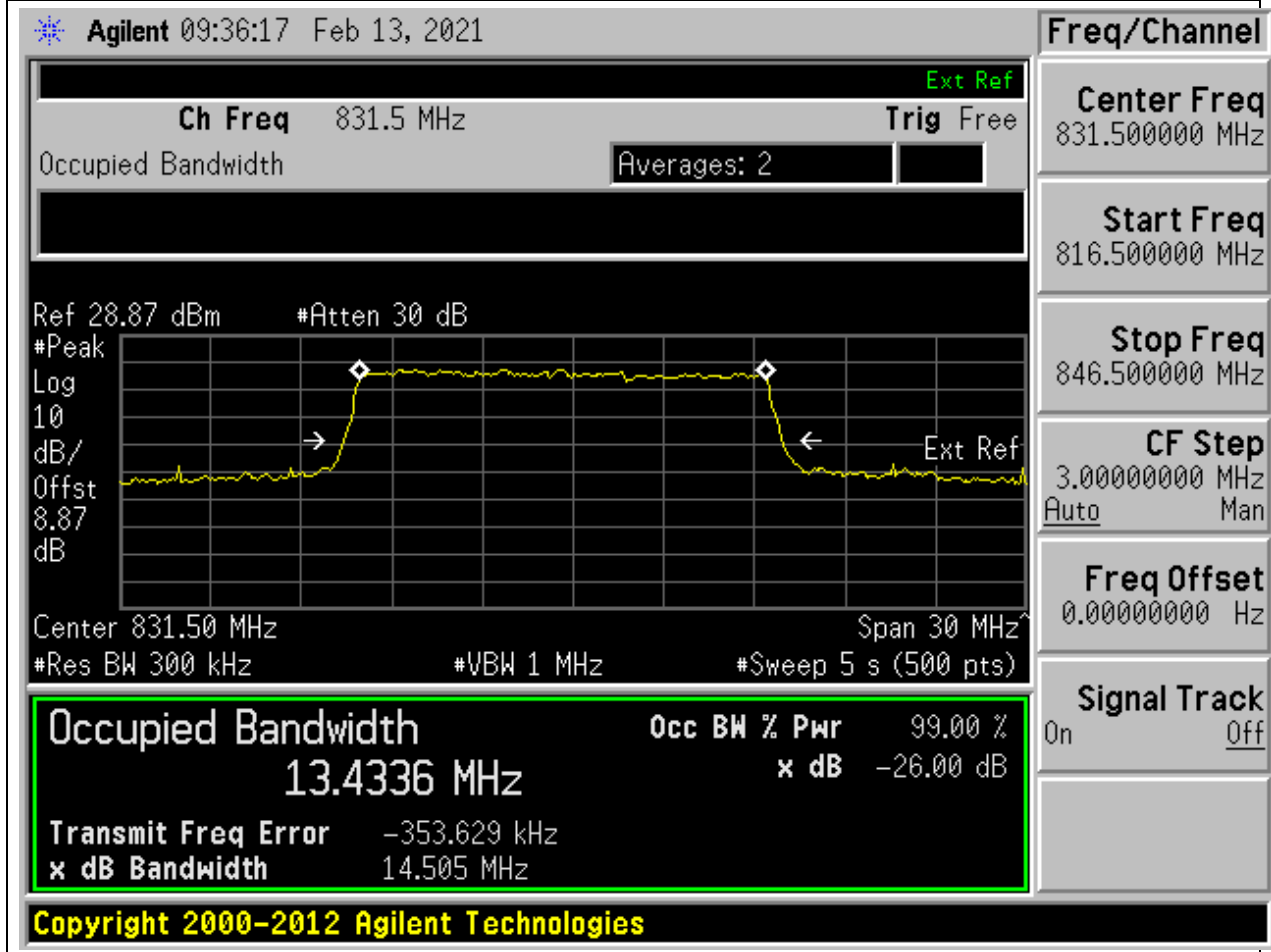 Agilent 09:36:17 Feb 13, 2021
Freq/Channel
Ext Ref
Ch Freq 831.5 MHz Trig Free
Occupied Bandwidth Averages: 2
Ref 28.87 dBm #Atten 30 dB
#Peak
Log
10
dB/
Offst
8.87
dB
Ext Ref
Center 831.50 MHz Span 30 MHz^
#Res BW 300 kHz #VBW 1 MHz #Sweep 5 s (500 pts)
Occupied Bandwidth Occ BW % Pwr 99.00 %
13.4336 MHz x dB -26.00 dB
Transmit Freq Error -353.629 kHz
x dB Bandwidth 14.505 MHz
Center Freq
831.500000 MHz
Start Freq
816.500000 MHz
Stop Freq
846.500000 MHz
CF Step
3.00000000 MHz
Auto Man
Freq Offset
0.00000000 Hz
Signal Track
On Off
Copyright 2000-2012 Agilent Technologies